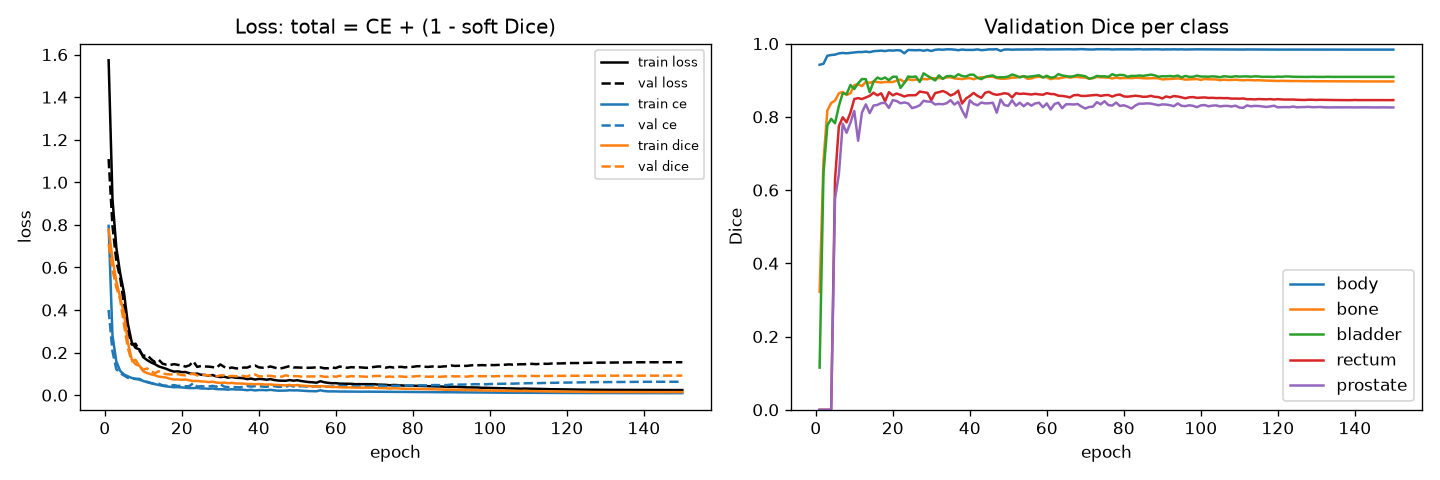 Loss: total = CE + (1 - soft Dice)
1.6
1.4
1.2
1.0
0.8
0.6
0.4
0.2
0.0
loss
0
20
40
60
80
100
120
140
epoch
train loss
val loss
train ce
val ce
train dice
val dice
Validation Dice per class
1.0
0.8
0.6
0.4
0.2
0.0
Dice
0
20
40
60
80
100
120
140
epoch
body
bone
bladder
rectum
prostate